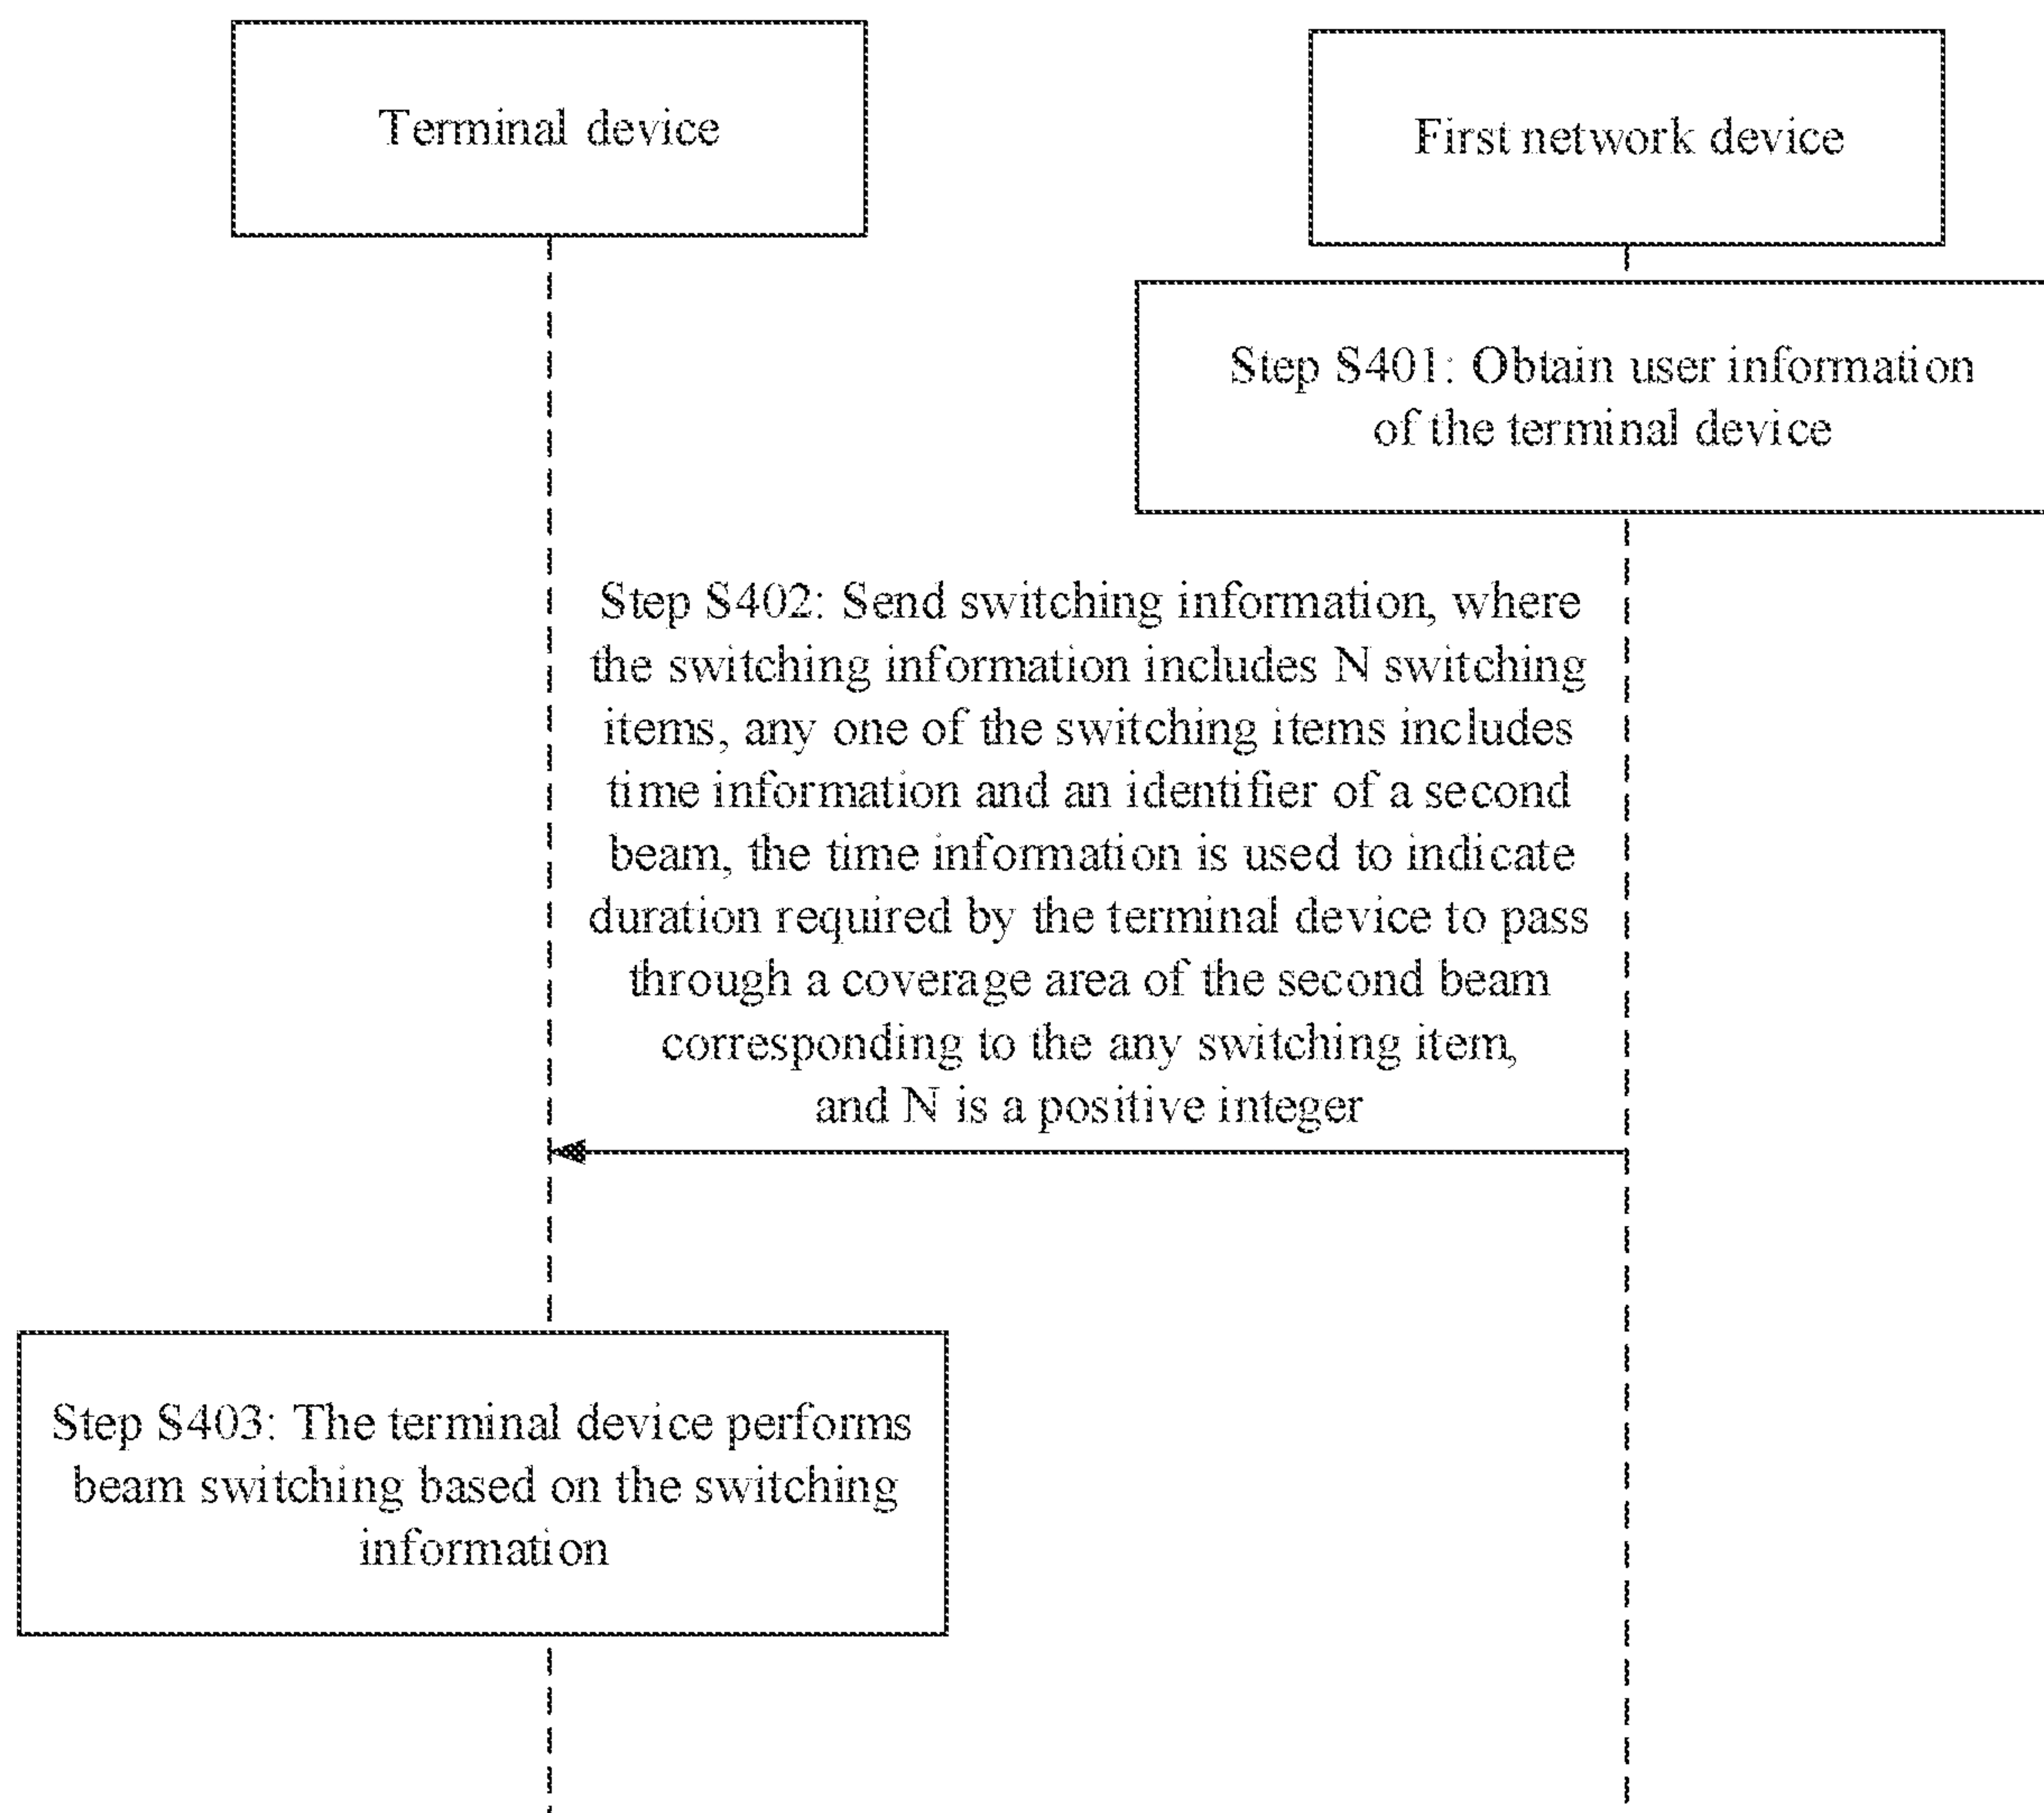 Terminal device
First network device
Step S401: Obtain user information
of the terminal device
Step S402: Send switching information, where
the switching information includes N switching
items, any one of the switching items includes
time information and an identifier of a second
beam, the time information is used to indicate
duration required by the terminal device to pass
through a coverage area of the second beam
corresponding to the any switching item,
and N is a positive integer
Step S403: The terminal device performs
beam switching based on the switching
information